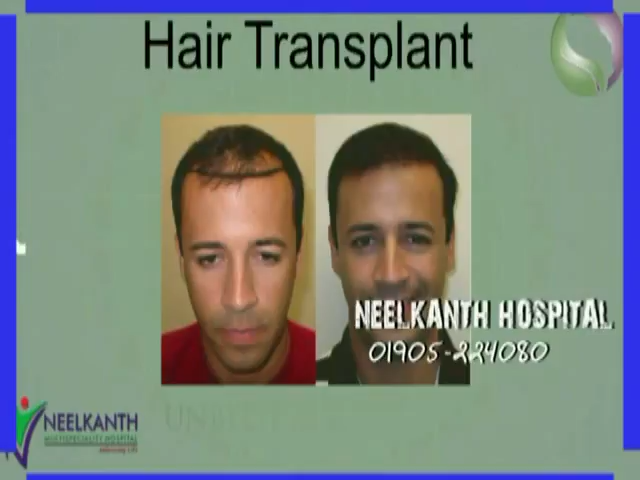 Hair Transplant
NEELKANTH HOSPITAL
01905-224080
NEELKANTH
MULTISPECIALITY HOSPITAL